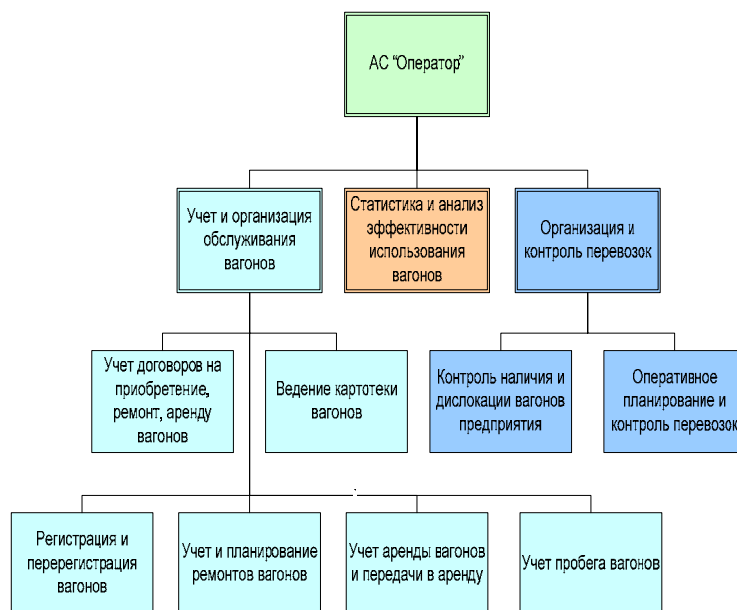 АС “Оператор”
Учет и организация
обслуживания
вагонов
Статистика и анализ
эффективности
использования
вагонов
Организация и
контроль перевозок
Учет договоров на
приобретение,
ремонт, аренду
вагонов
Ведение картотеки
вагонов
Контроль наличия и
дислокации вагонов
предприятия
Оперативное
планирование и
контроль перевозок
Регистрация и
перерегистрация
вагонов
Учет и планирование
ремонтов вагонов
Учет аренды вагонов
и передачи в аренду
Учет пробега вагонов